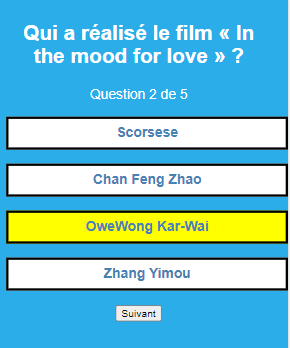 Qui a réalisé le film « In
the mood for love » ?
Question 2 de 5
Scorsese
Chan Feng Zhao
OweWong Kar-Wai
Zhang Yimou
Suivant